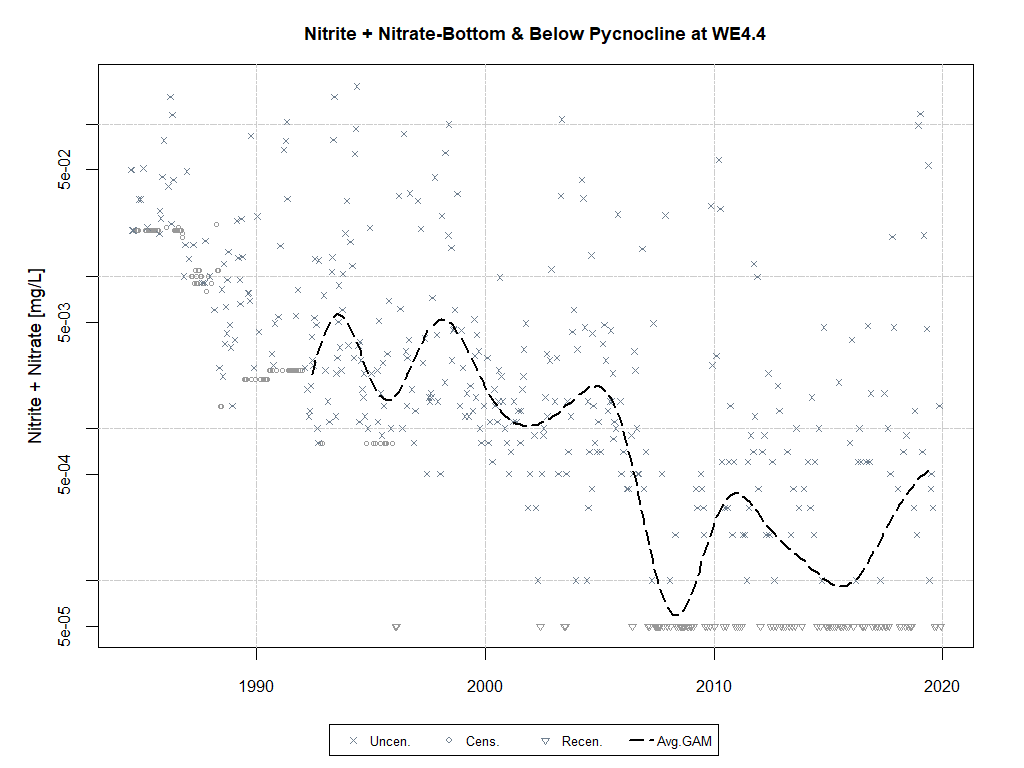 Nitrite + Nitrate-Bottom & Below Pycnocline at WE4.4
Nitrite + Nitrate [mg/L]
5e-02
5e-03
5e-04
5e-05
1990 2000 2010 2020
Uncen. Cens. Recen. Avg.GAM